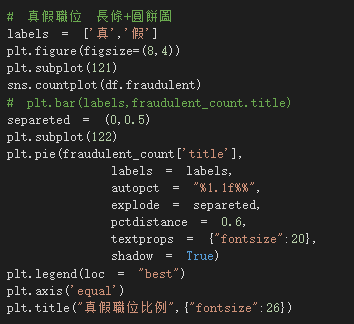 # 真假職位 長條+圓餅圖
labels = ['真','假']
plt.figure(figsize=(8,4))
plt.subplot(121)
sns.countplot(df.fraudulent)
# plt.bar(labels,fraudulent_count.title)
separeted = (0,0.5)
plt.subplot(122)
plt.pie(fraudulent_count['title'],
labels = labels,
autopct = "%1.1f%%",
explode = separeted,
pctdistance = 0.6,
textprops = {"fontsize":20},
shadow = True)
plt.legend(loc = "best")
plt.axis('equal')
plt.title("真假職位比例",{"fontsize":26})